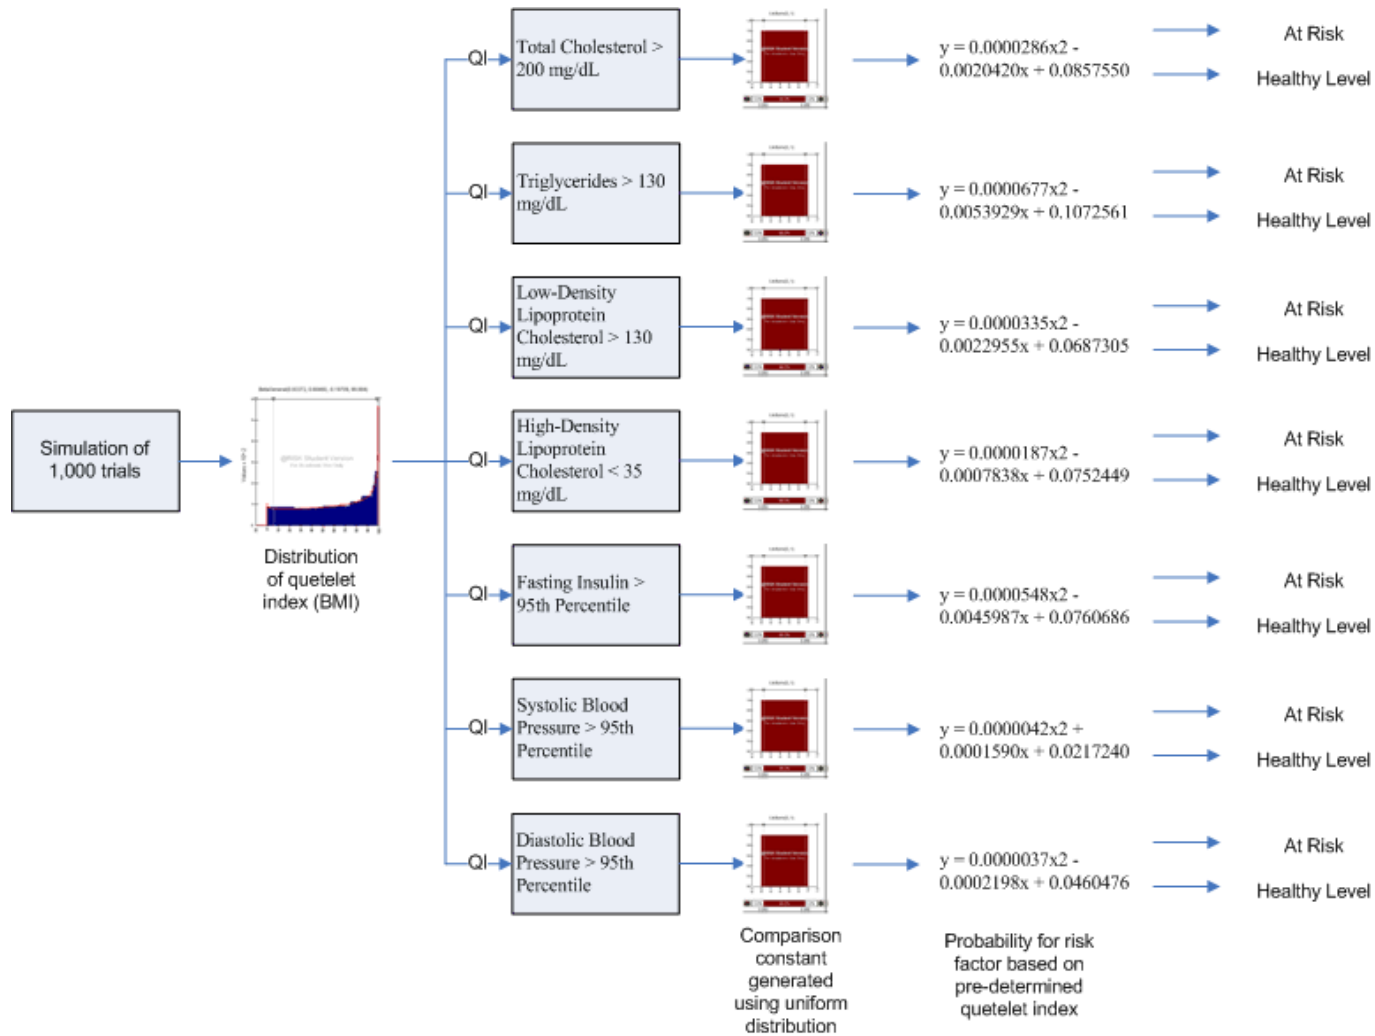 QI
Total Cholesterol >
200 mg/dL
y = 0.0000286x2 -
0.0020420x + 0.0857550
At Risk
Healthy Level
QI
Triglycerides > 130
mg/dL
y = 0.0000677x2 -
0.0053929x + 0.1072561
At Risk
Healthy Level
QI
Low-Density
Lipoprotein
Cholesterol > 130
mg/dL
y = 0.0000335x2 -
0.0022955x + 0.0687305
At Risk
Healthy Level
Simulation of
1,000 trials
@RISK Student Version
Distribution
of quetelet
index (BMI)
QI
High-Density
Lipoprotein
Cholesterol < 35
mg/dL
y = 0.0000187x2 -
0.0007838x + 0.0752449
At Risk
Healthy Level
QI
Fasting Insulin >
95th Percentile
y = 0.0000548x2 -
0.0045987x + 0.0760686
At Risk
Healthy Level
QI
Systolic Blood
Pressure > 95th
Percentile
y = 0.0000042x2 +
0.0001590x + 0.0217240
At Risk
Healthy Level
QI
Diastolic Blood
Pressure > 95th
Percentile
y = 0.0000037x2 -
0.0002198x + 0.0460476
At Risk
Healthy Level
Comparison
constant
generated
using uniform
distribution
Probability for risk
factor based on
pre-determined
quetelet index